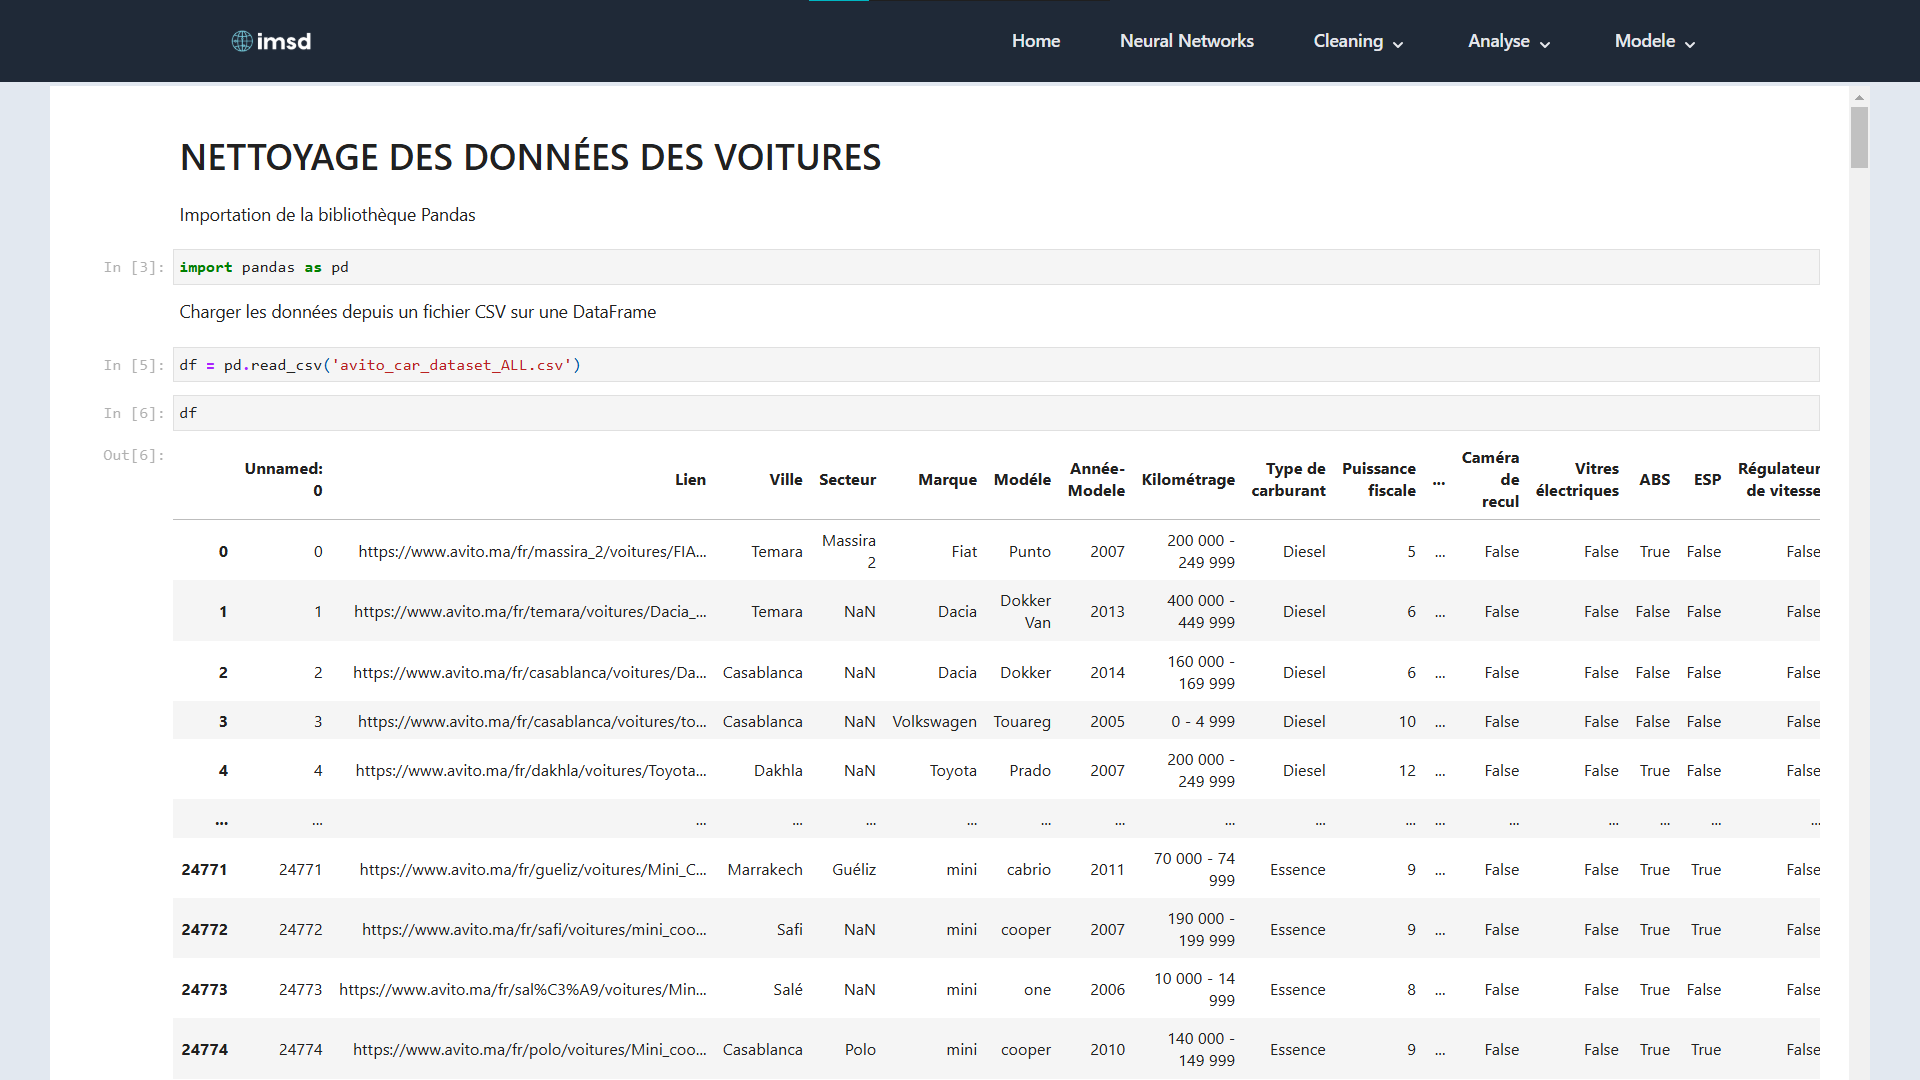 imsd
Home Neural Networks Cleaning Analyse Modele
NETTOYAGE DES DONNÉES DES VOITURES
Importation de la bibliothèque Pandas
In [3]: import pandas as pd
Charger les données depuis un fichier CSV sur une DataFrame
In [5]: df = pd.read_csv('avito_car_dataset_ALL.csv')
In [6]: df
Out[6]:
Unnamed: 0 Lien Ville Secteur Marque Modéle Année-Modele Kilométrage Type de carburant Puissance fiscale ... Caméra de recul Vitres électriques ABS ESP Régulateur de vitesse
0 0 https://www.avito.ma/fr/massira_2/voitures/FIA... Temara Massira 2 Fiat Punto 2007 200 000 - 249 999 Diesel 5 ... False False True False False
1 1 https://www.avito.ma/fr/temara/voitures/Dacia_... Temara NaN Dacia Dokker Van 2013 400 000 - 449 999 Diesel 6 ... False False False False False
2 2 https://www.avito.ma/fr/casablanca/voitures/Da... Casablanca NaN Dacia Dokker 2014 160 000 - 169 999 Diesel 6 ... False False False False False
3 3 https://www.avito.ma/fr/casablanca/voitures/to... Casablanca NaN Volkswagen Touareg 2005 0 - 4 999 Diesel 10 ... False False False False False
4 4 https://www.avito.ma/fr/dakhla/voitures/Toyota... Dakhla NaN Toyota Prado 2007 200 000 - 249 999 Diesel 12 ... False False True False False
... ... ... ... ... ... ... ... ... ... ... ... ... ... ... ... ...
24771 24771 https://www.avito.ma/fr/gueliz/voitures/Mini_C... Marrakech Guéliz mini cabrio 2011 70 000 - 74 999 Essence 9 ... False False True True False
24772 24772 https://www.avito.ma/fr/safi/voitures/mini_coo... Safi NaN mini cooper 2007 190 000 - 199 999 Essence 9 ... False False True True False
24773 24773 https://www.avito.ma/fr/sal%C3%A9/voitures/Min... Salé NaN mini one 2006 10 000 - 14 999 Essence 8 ... False False True False False
24774 24774 https://www.avito.ma/fr/polo/voitures/Mini_coo... Casablanca Polo mini cooper 2010 140 000 - 149 999 Essence 9 ... False False True True False